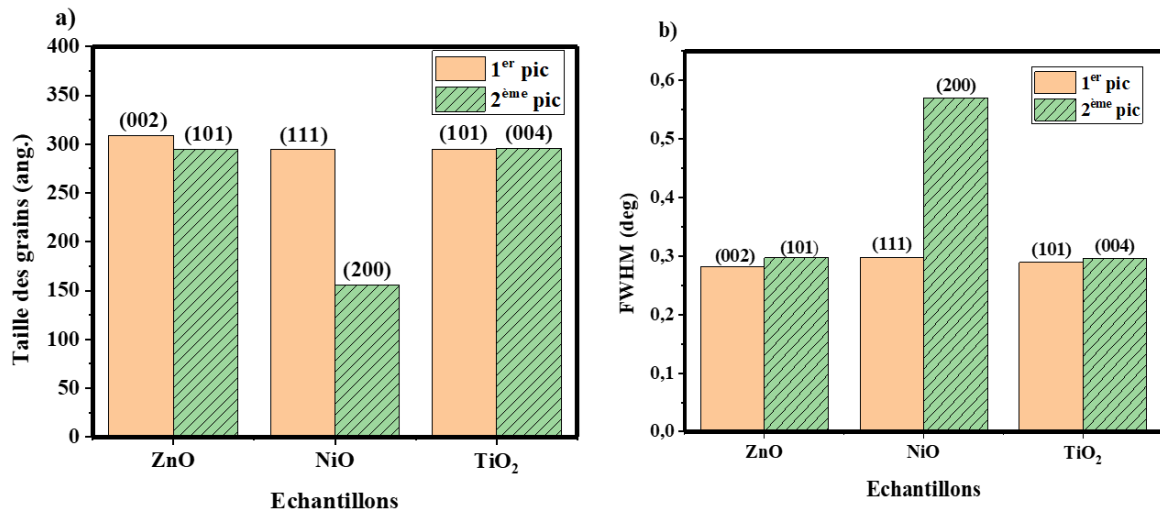 a)
Taille des grains (ang.)
400
350
300
250
200
150
100
50
0
1er pic
2ème pic
(002)
(101)
(111)
(200)
(101)
(004)
ZnO
NiO
TiO2
Echantillons
b)
FWHM (deg)
0,6
0,5
0,4
0,3
0,2
0,1
0,0
1er pic
2ème pic
(002)
(101)
(111)
(200)
(101)
(004)
ZnO
NiO
TiO2
Echantillons